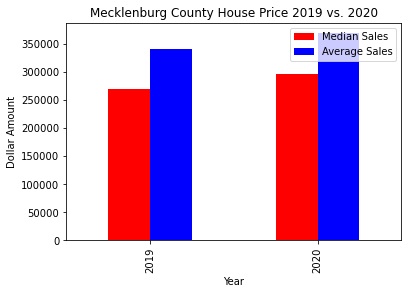 Mecklenburg County House Price 2019 vs. 2020
Median Sales
Average Sales
350000
300000
250000
200000
150000
100000
50000
0
Dollar Amount
2019
2020
Year